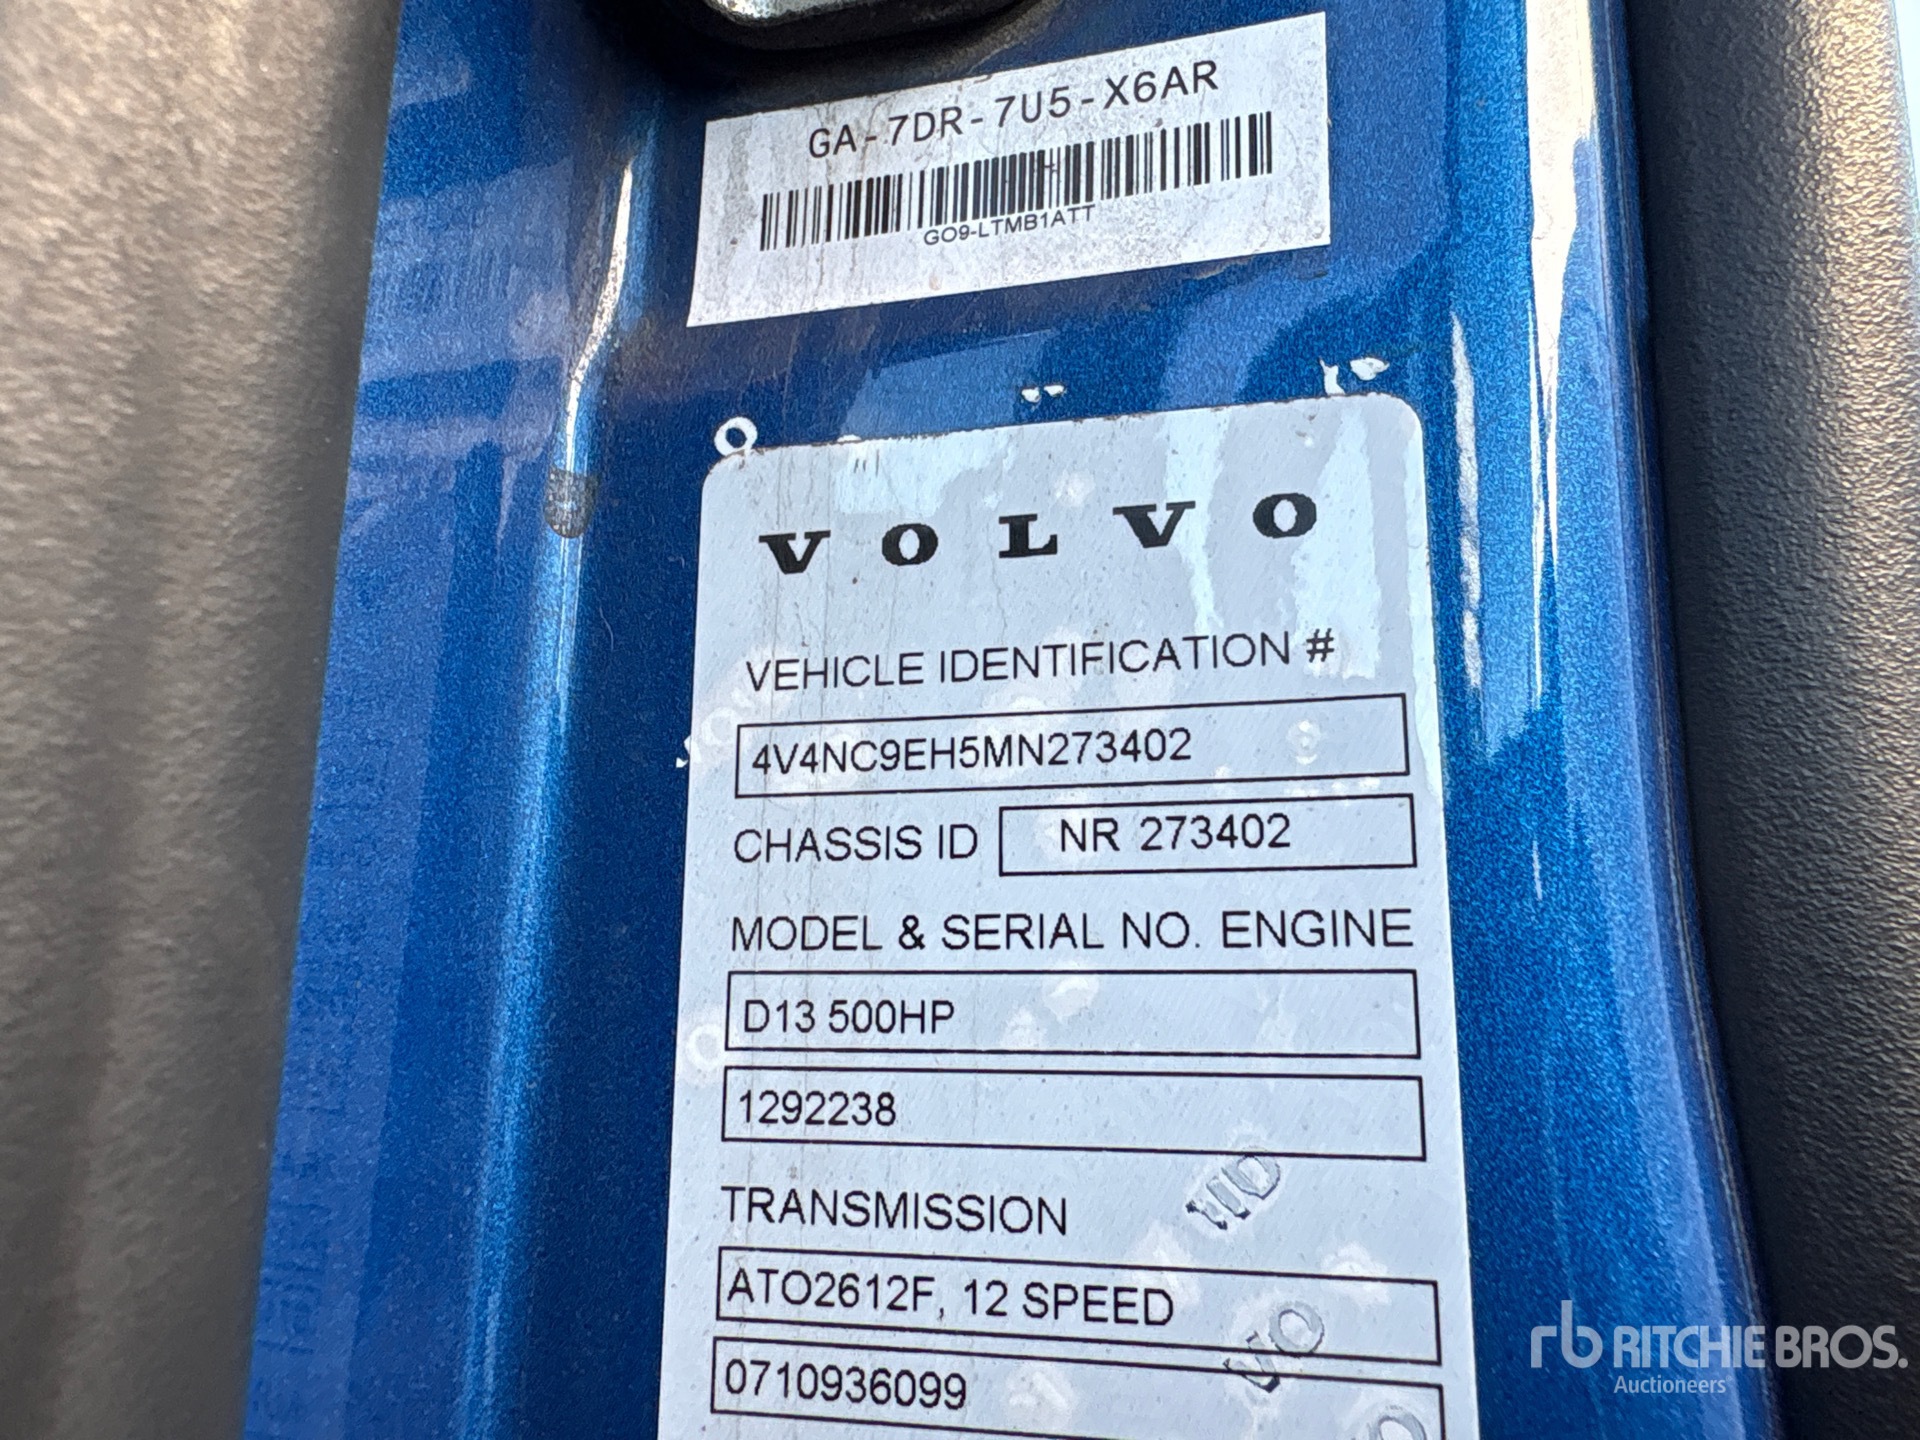 GA-7DR-7U5-X6AR
GO9-LTMB1ATT
VOLVO
VEHICLE IDENTIFICATION #
4V4NC9EH5MN273402
CHASSIS ID NR 273402
MODEL & SERIAL NO. ENGINE
D13 500HP
1292238
TRANSMISSION
ATO2612F, 12 SPEED
0710936099
rb RITCHIE BROS.
Auctioneers